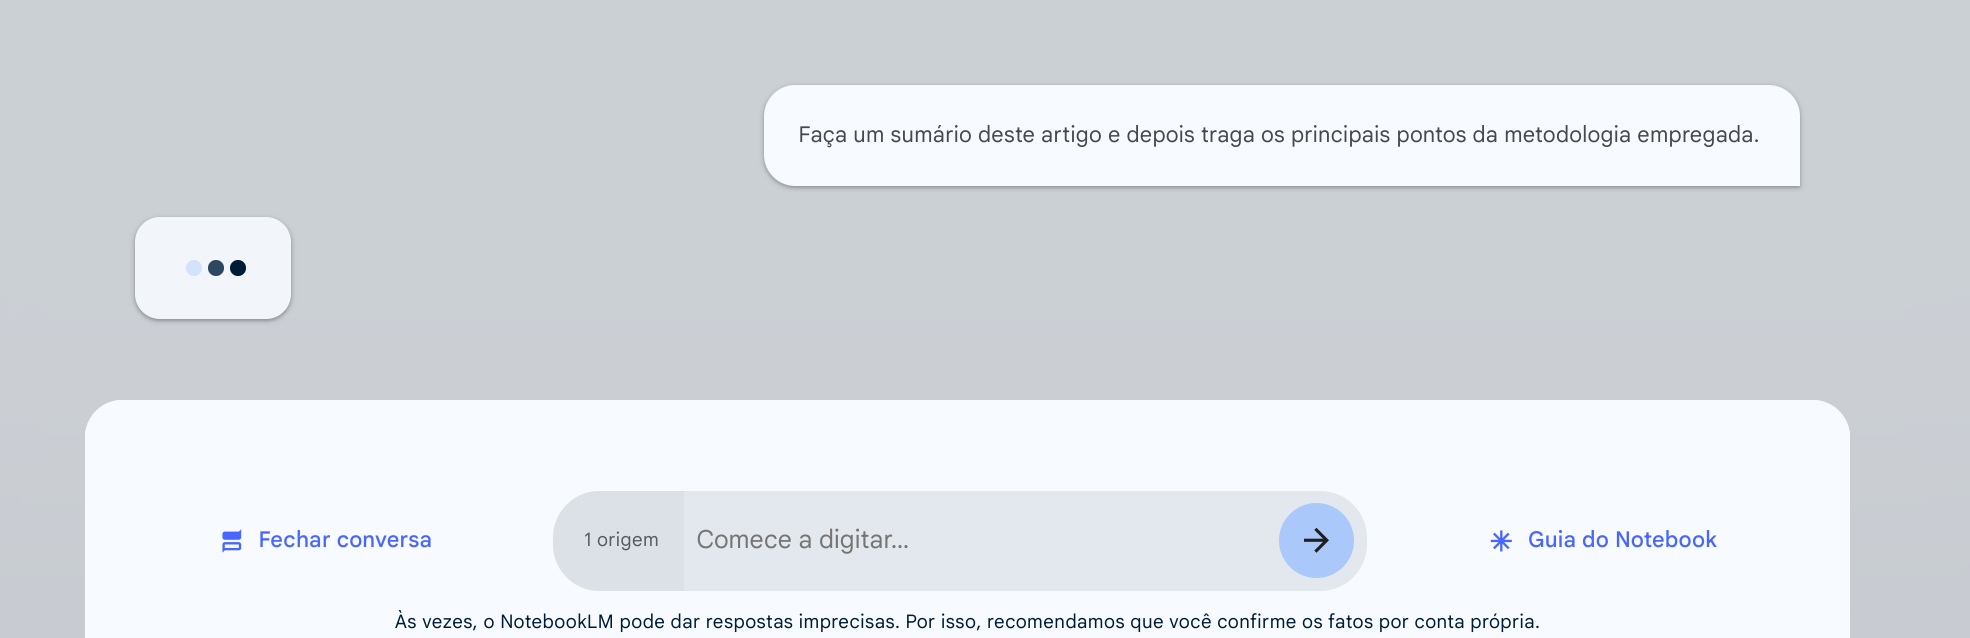 Faça um sumário deste artigo e depois traga os principais pontos da metodologia empregada.
Fechar conversa
1 origem
Comece a digitar...
Guia do Notebook
Às vezes, o NotebookLM pode dar respostas imprecisas. Por isso, recomendamos que você confirme os fatos por conta própria.